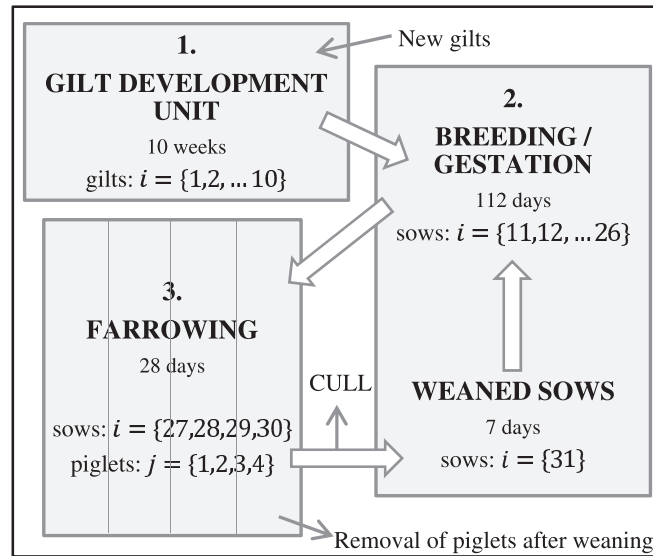 New gilts
1.
GILT DEVELOPMENT
UNIT
10 weeks
gilts: i = {1,2, ... 10}
2.
BREEDING /
GESTATION
112 days
sows: i = {11,12, ... 26}
3.
FARROWING
28 days
sows: i = {27,28,29,30}
piglets: j = {1,2,3,4}
CULL
WEANED SOWS
7 days
sows: i = {31}
Removal of piglets after weaning